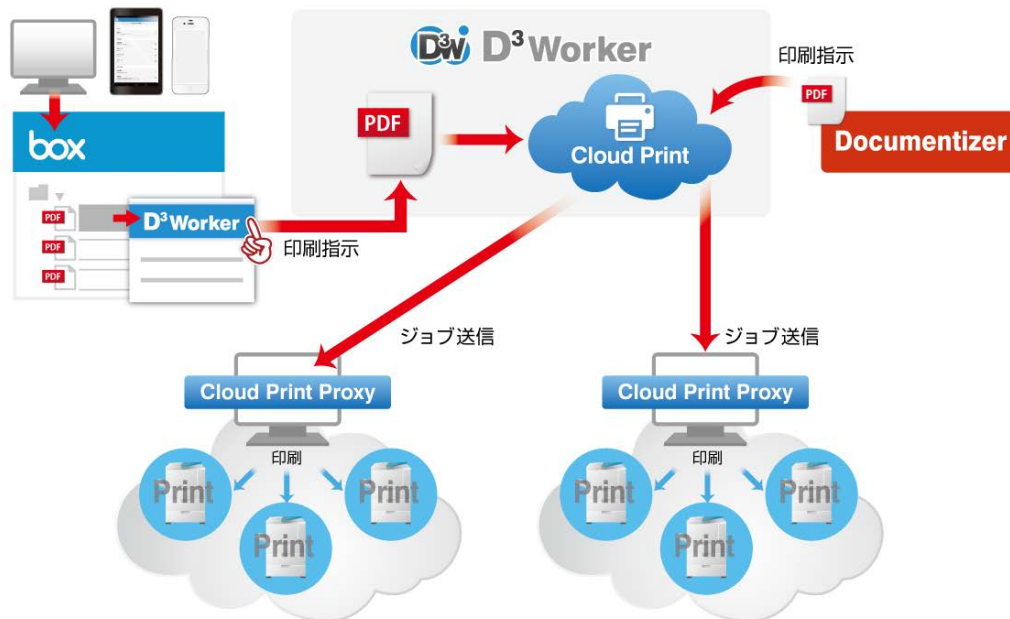 D3W D³ Worker
印刷指示
PDF
Documentizer
box
PDF
Cloud Print
PDF
D³Worker
PDF
PDF
印刷指示
ジョブ送信
ジョブ送信
Cloud Print Proxy
Cloud Print Proxy
印刷
印刷
Print
Print
Print
Print
Print
Print